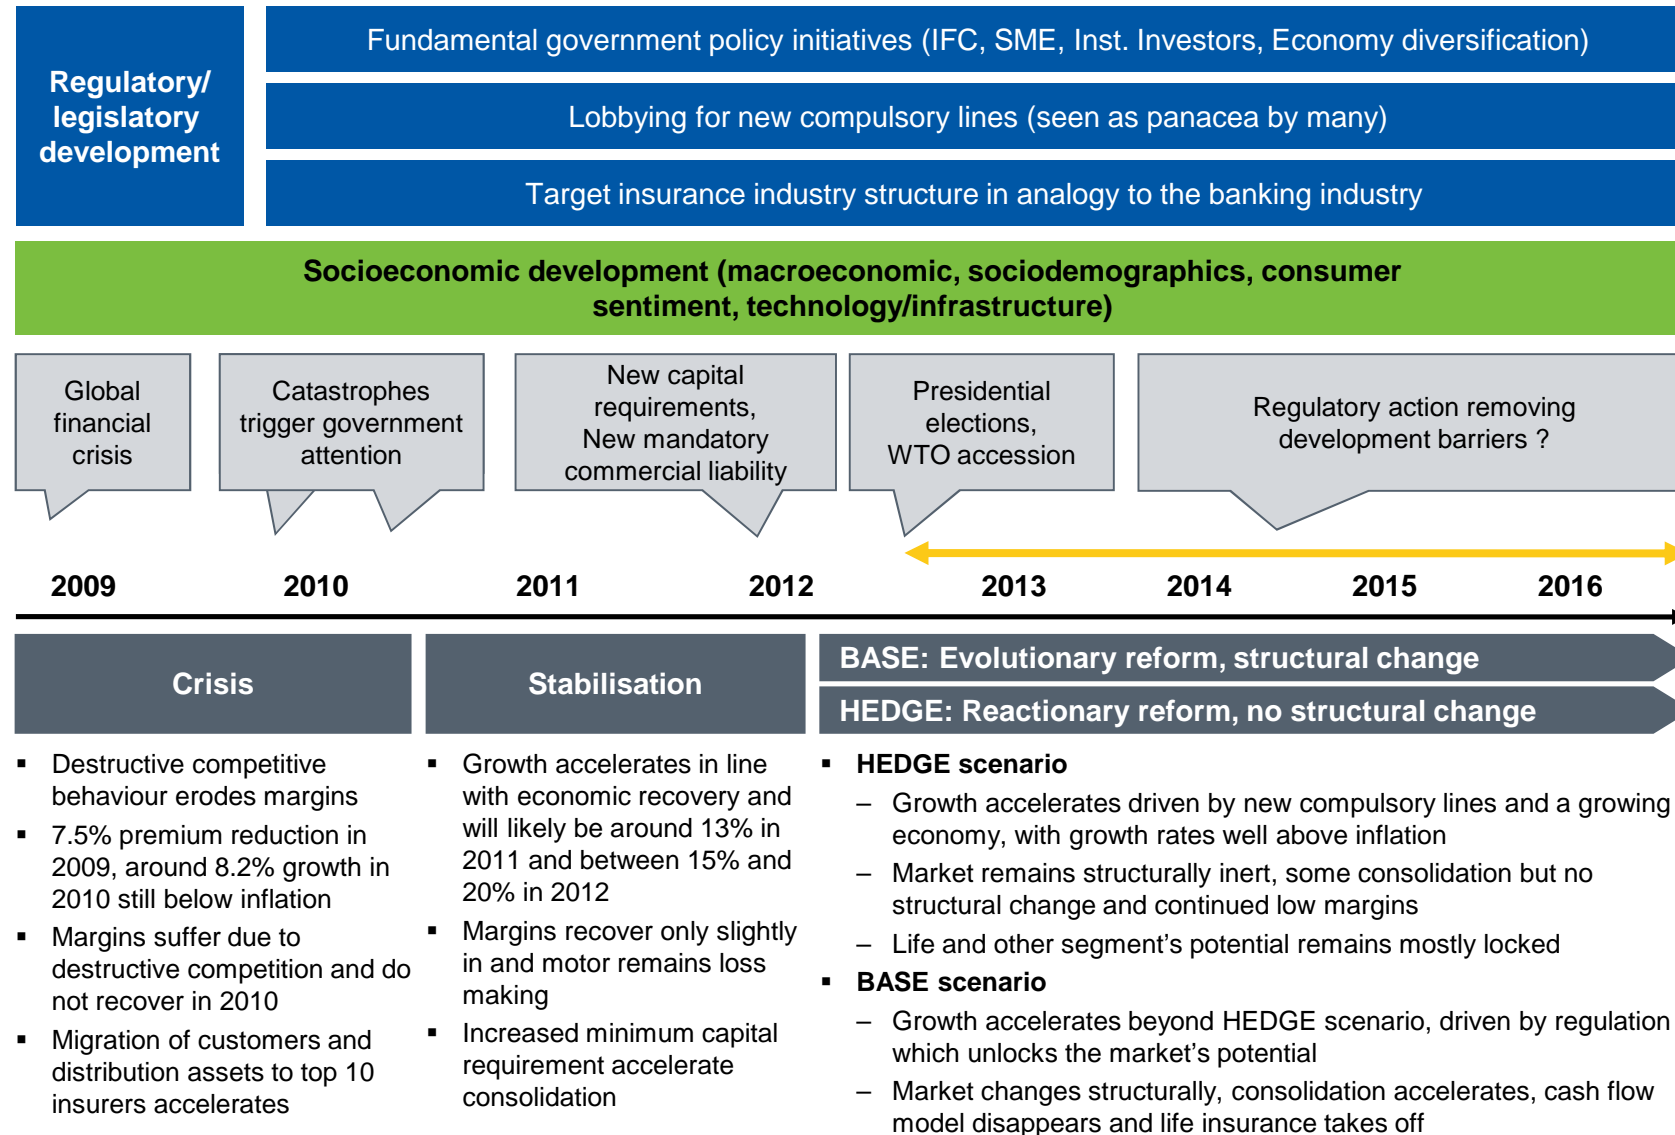 Regulatory/
legislatory
development
Fundamental government policy initiatives (IFC, SME, Inst. Investors, Economy diversification)
Lobbying for new compulsory lines (seen as panacea by many)
Target insurance industry structure in analogy to the banking industry
Socioeconomic development (macroeconomic, sociodemographics, consumer
sentiment, technology/infrastructure)
Global
financial
crisis
Catastrophes
trigger government
attention
New capital
requirements,
New mandatory
commercial liability
Presidential
elections,
WTO accession
Regulatory action removing
development barriers ?
2009 2010 2011 2012 2013 2014 2015 2016
Crisis
Stabilisation
BASE: Evolutionary reform, structural change
HEDGE: Reactionary reform, no structural change
▪ Destructive competitive
behaviour erodes margins
▪ 7.5% premium reduction in
2009, around 8.2% growth in
2010 still below inflation
▪ Margins suffer due to
destructive competition and do
not recover in 2010
▪ Migration of customers and
distribution assets to top 10
insurers accelerates
▪ Growth accelerates in line
with economic recovery and
will likely be around 13% in
2011 and between 15% and
20% in 2012
▪ Margins recover only slightly
in and motor remains loss
making
▪ Increased minimum capital
requirement accelerate
consolidation
▪ HEDGE scenario
– Growth accelerates driven by new compulsory lines and a growing
economy, with growth rates well above inflation
– Market remains structurally inert, some consolidation but no
structural change and continued low margins
– Life and other segment's potential remains mostly locked
▪ BASE scenario
– Growth accelerates beyond HEDGE scenario, driven by regulation
which unlocks the market's potential
– Market changes structurally, consolidation accelerates, cash flow
model disappears and life insurance takes off